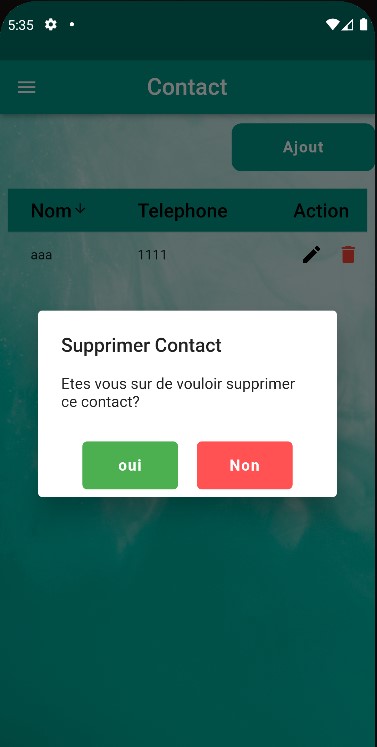 5:35
Contact
Ajout
Nom Telephone Action
aaa 1111
Supprimer Contact
Etes vous sur de vouloir supprimer
ce contact?
oui Non